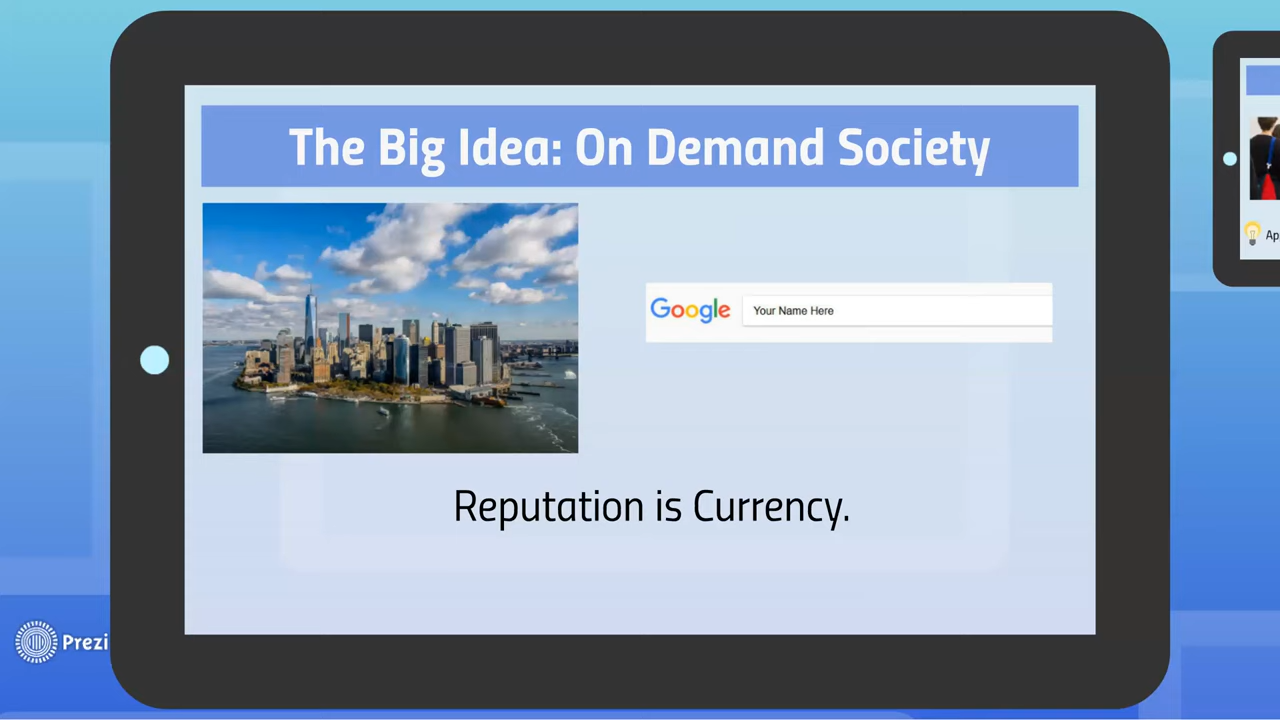 The Big Idea: On Demand Society
Google Your Name Here
Reputation is Currency.
Prezi